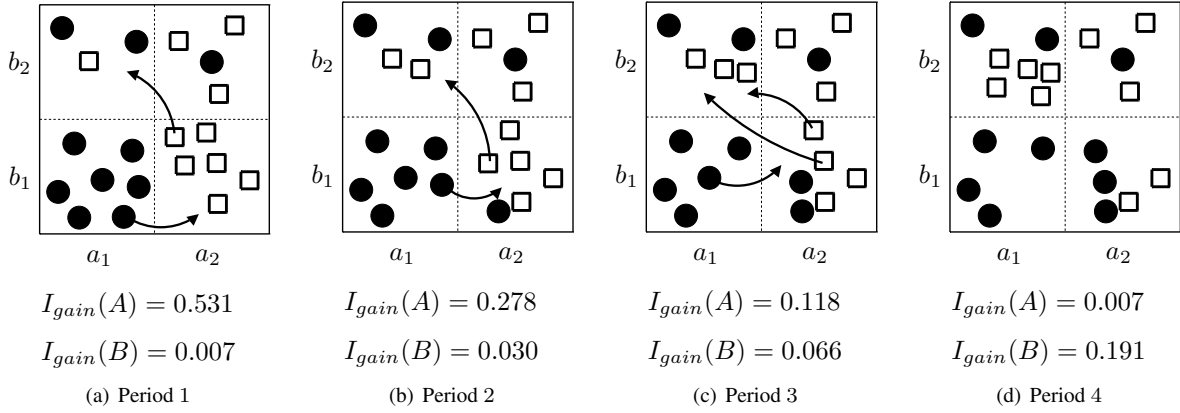 b₂ b₂ b₂ b₂
b₁ b₁ b₁ b₁
a₁ a₂ a₁ a₂ a₁ a₂ a₁ a₂
I_gain(A) = 0.531 I_gain(A) = 0.278 I_gain(A) = 0.118 I_gain(A) = 0.007
I_gain(B) = 0.007 I_gain(B) = 0.030 I_gain(B) = 0.066 I_gain(B) = 0.191
(a) Period 1 (b) Period 2 (c) Period 3 (d) Period 4